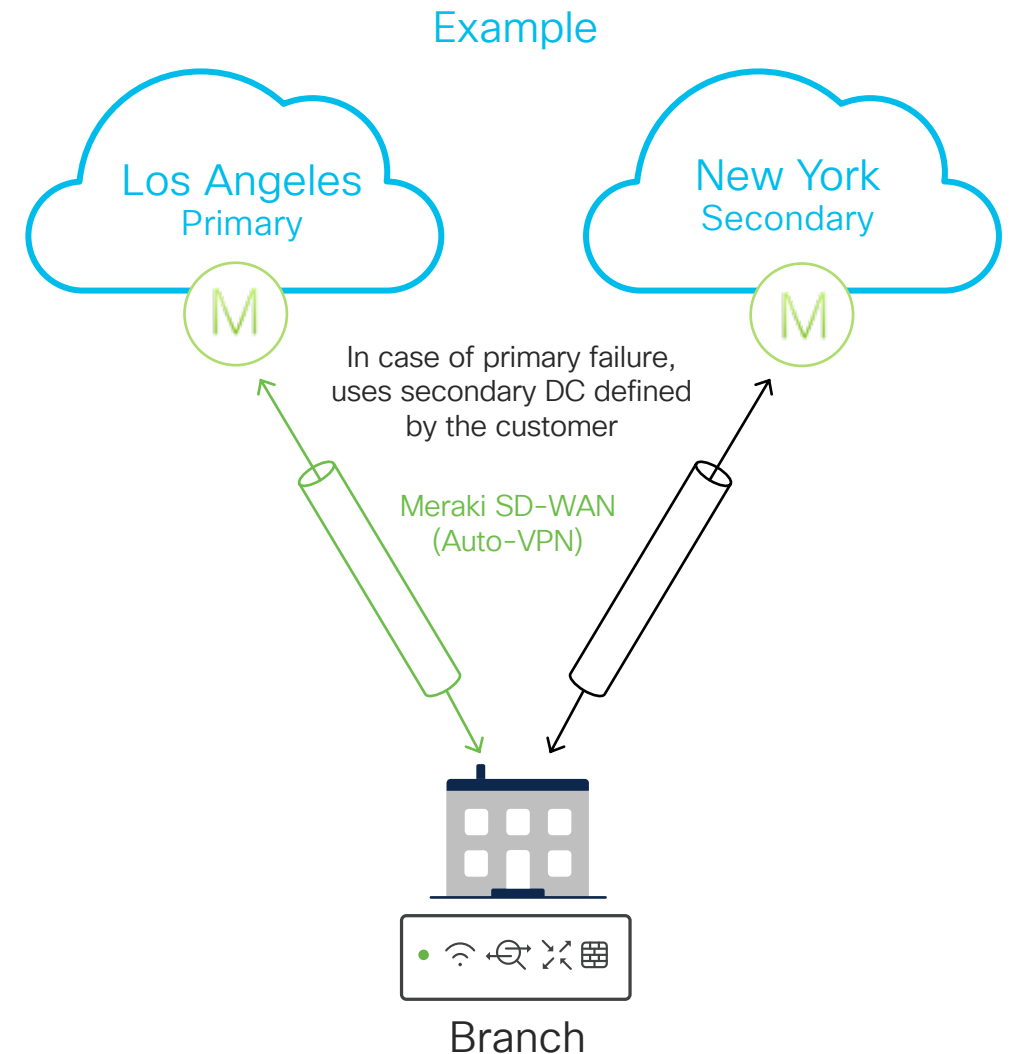 Example
Los Angeles
Primary
New York
Secondary
M
M
In case of primary failure,
uses secondary DC defined
by the customer
Meraki SD-WAN
(Auto-VPN)
Branch